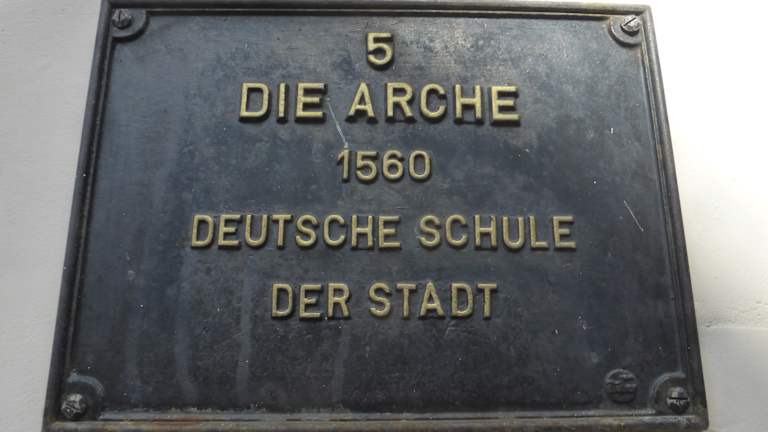 5
DIE ARCHE
1560
DEUTSCHE SCHULE
DER STADT